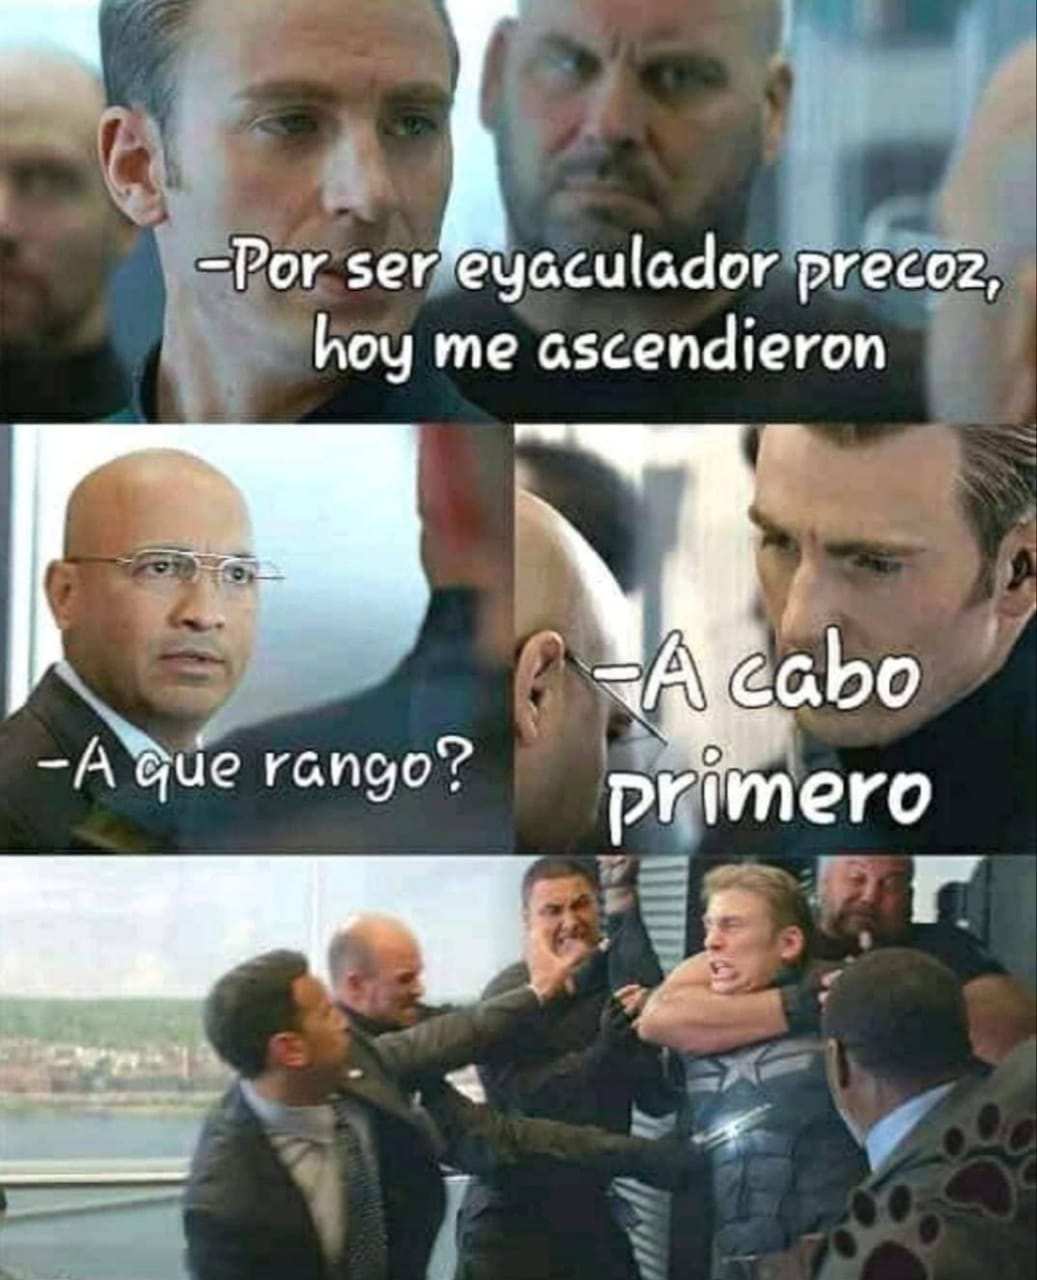 -Por ser eyaculador precoz,
hoy me ascendieron
-A que rango?
-A cabo
primero